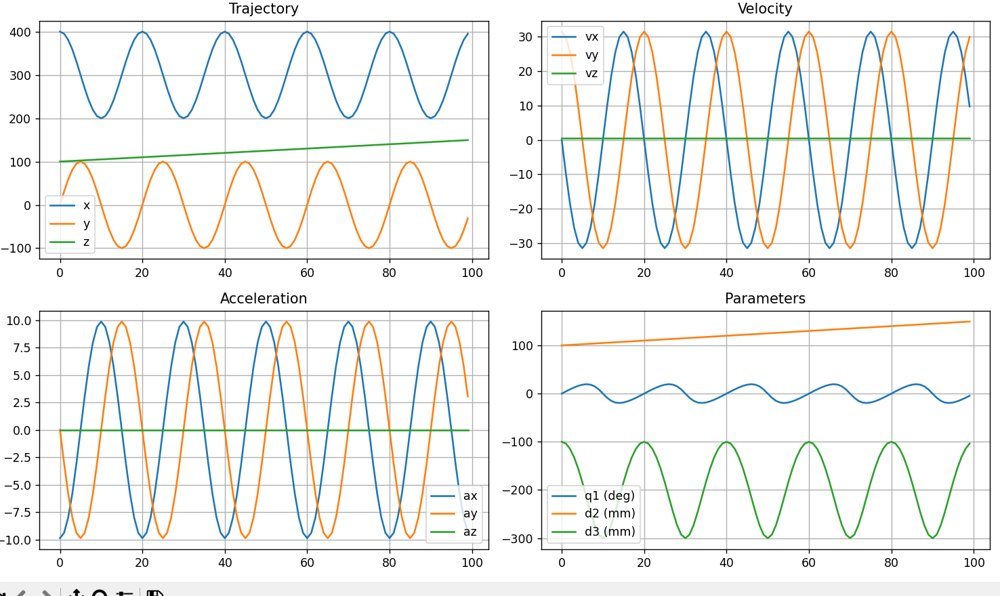 Trajectory
400
300
200
100
0
−100
x
y
z
0 20 40 60 80 100
Velocity
30
20
10
0
−10
−20
−30
vx
vy
vz
0 20 40 60 80 100
Acceleration
10.0
7.5
5.0
2.5
0.0
−2.5
−5.0
−7.5
−10.0
ax
ay
az
0 20 40 60 80 100
Parameters
100
0
−100
−200
−300
q1 (deg)
d2 (mm)
d3 (mm)
0 20 40 60 80 100